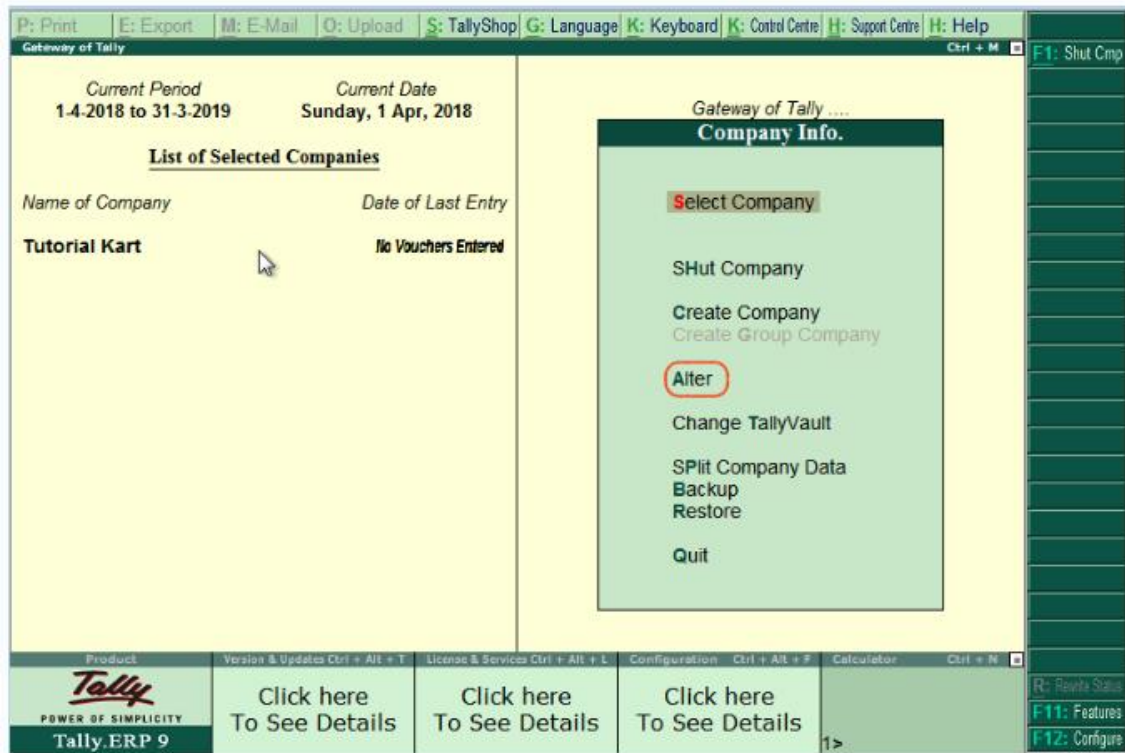 P: Print E: Export M: E-Mail O: Upload S: TallyShop G: Language K: Keyboard K: Control Centre H: Support Centre H: Help
Gateway of Tally Ctrl + M
F1: Shut Cmp
Current Period Current Date
1-4-2018 to 31-3-2019 Sunday, 1 Apr, 2018
List of Selected Companies
Name of Company Date of Last Entry
Tutorial Kart No Vouchers Entered
Gateway of Tally ....
Company Info.
Select Company
SHut Company
Create Company
Create Group Company
Alter
Change TallyVault
SPlit Company Data
Backup
Restore
Quit
Product Version & Updates Ctrl + Alt + T License & Services Ctrl + Alt + L Configuration Ctrl + Alt + F Calculator Ctrl + N
Tally
POWER OF SIMPLICITY
Tally.ERP 9
Click here
To See Details
Click here
To See Details
Click here
To See Details
1>
R: Rewrite Status
F11: Features
F12: Configure